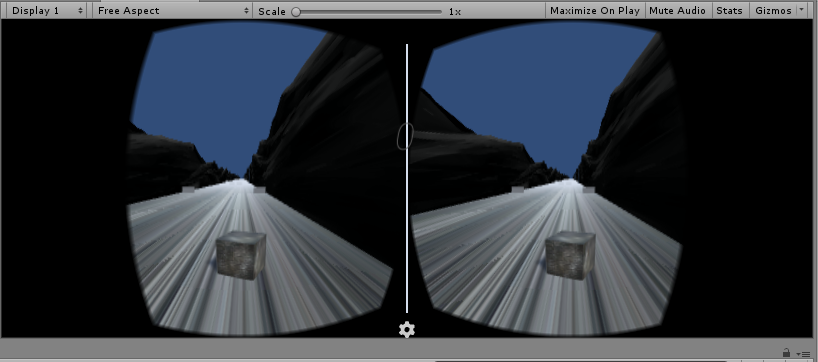 Display 1 Free Aspect Scale 1x Maximize On Play Mute Audio Stats Gizmos